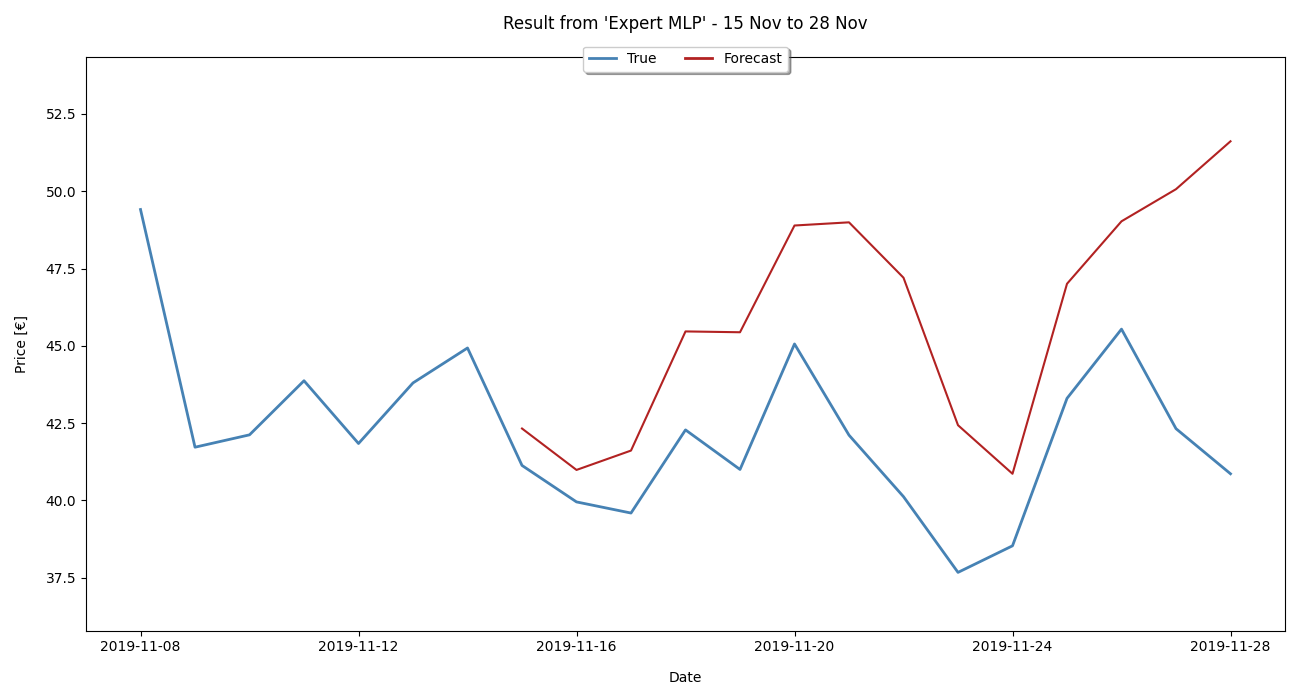 Result from 'Expert MLP' - 15 Nov to 28 Nov
True Forecast
52.5
50.0
47.5
45.0
42.5
40.0
37.5
Price [€]
2019-11-08 2019-11-12 2019-11-16 2019-11-20 2019-11-24 2019-11-28
Date